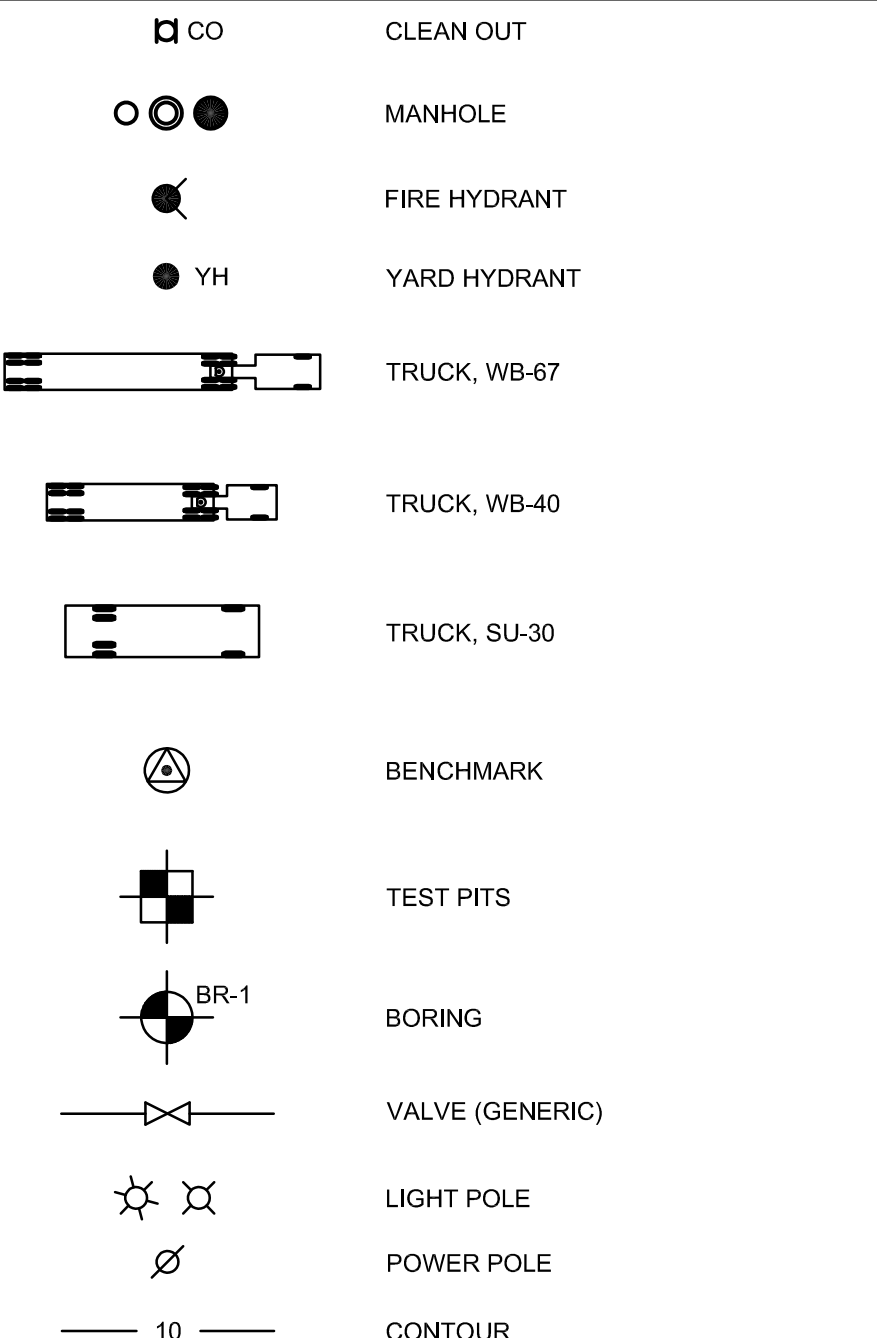 CO CLEAN OUT
MANHOLE
FIRE HYDRANT
YH YARD HYDRANT
TRUCK, WB-67
TRUCK, WB-40
TRUCK, SU-30
BENCHMARK
TEST PITS
BR-1
BORING
VALVE (GENERIC)
LIGHT POLE
POWER POLE
10 CONTOUR